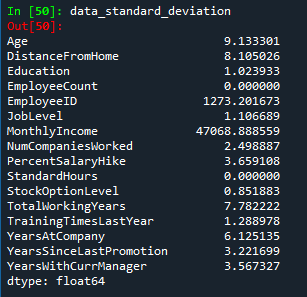 In [50]: data_standard_deviation
Out[50]:
Age 9.133301
DistanceFromHome 8.105026
Education 1.023933
EmployeeCount 0.000000
EmployeeID 1273.201673
JobLevel 1.106689
MonthlyIncome 47068.888559
NumCompaniesWorked 2.498887
PercentSalaryHike 3.659108
StandardHours 0.000000
StockOptionLevel 0.851883
TotalWorkingYears 7.782222
TrainingTimesLastYear 1.288978
YearsAtCompany 6.125135
YearsSinceLastPromotion 3.221699
YearsWithCurrManager 3.567327
dtype: float64